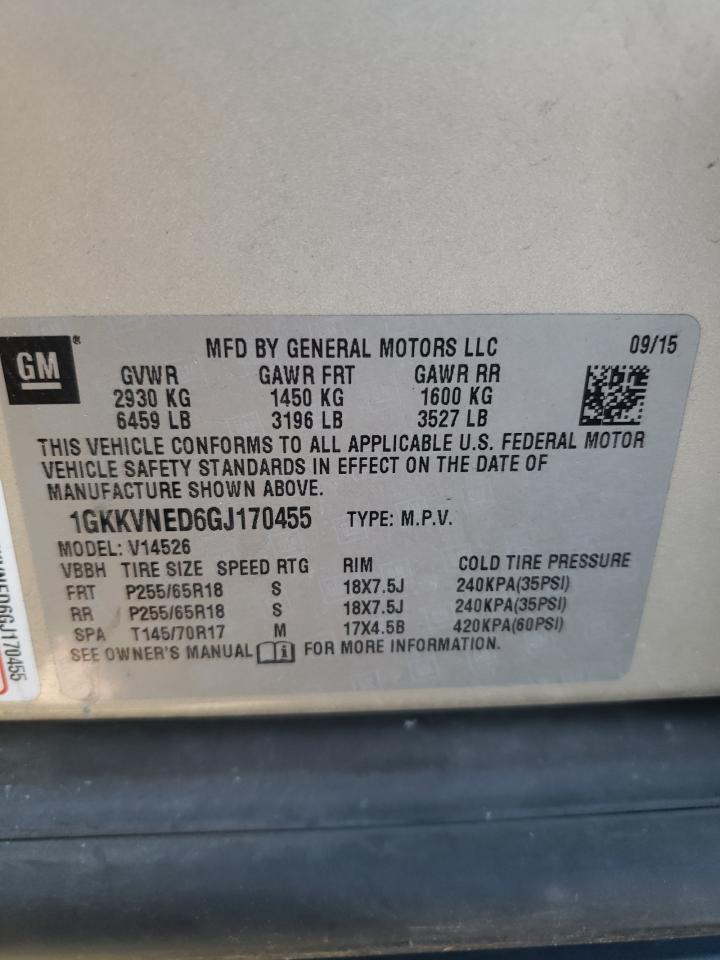 GM ®
MFD BY GENERAL MOTORS LLC 09/15
GVWR GAWR FRT GAWR RR
2930 KG 1450 KG 1600 KG
6459 LB 3196 LB 3527 LB
THIS VEHICLE CONFORMS TO ALL APPLICABLE U.S. FEDERAL MOTOR
VEHICLE SAFETY STANDARDS IN EFFECT ON THE DATE OF
MANUFACTURE SHOWN ABOVE.
1GKKVNED6GJ170455 TYPE: M.P.V.
MODEL: V14526
VBBH TIRE SIZE SPEED RTG RIM COLD TIRE PRESSURE
FRT P255/65R18 S 18X7.5J 240KPA(35PSI)
RR P255/65R18 S 18X7.5J 240KPA(35PSI)
SPA T145/70R17 M 17X4.5B 420KPA(60PSI)
SEE OWNER'S MANUAL i FOR MORE INFORMATION.
VNED6GJ170455